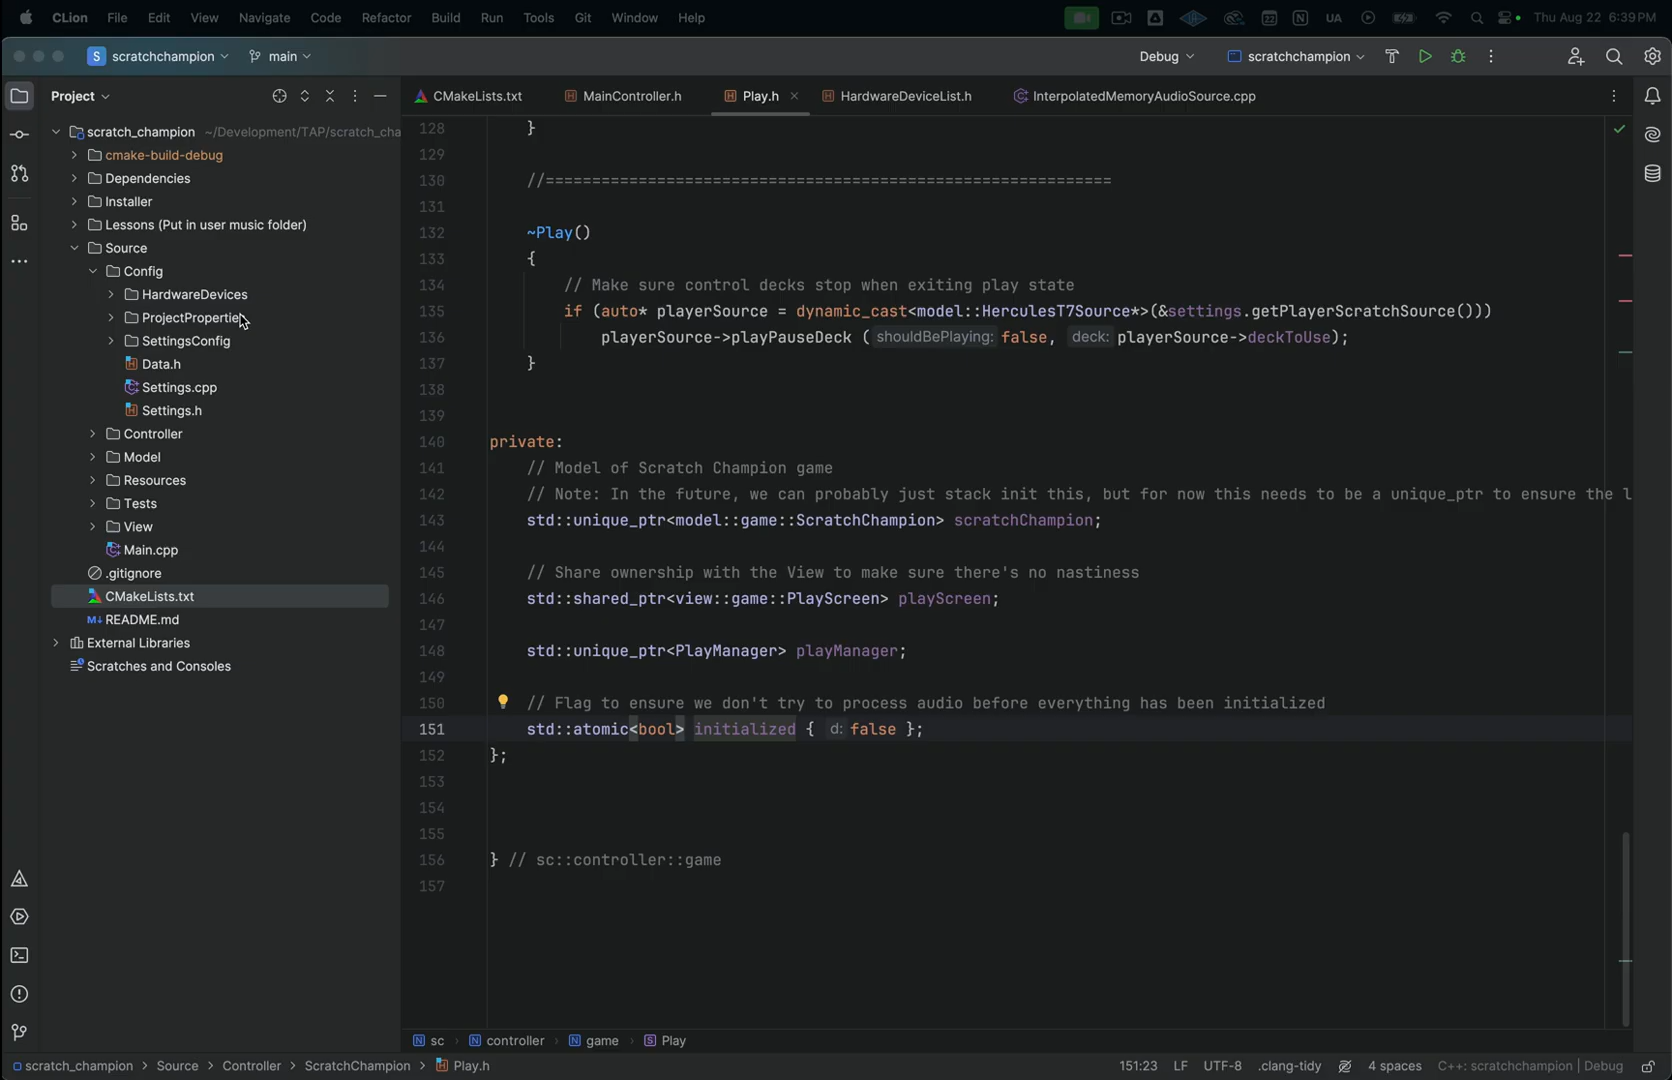 CLion File Edit View Navigate Code Refactor Build Run Tools Git Window Help UA Thu Aug 22 6:39 PM
S scratchchampion main Debug scratchchampion
Project
CMakeLists.txt MainController.h Play.h HardwareDeviceList.h InterpolatedMemoryAudioSource.cpp
scratch_champion ~/Development/TAP/scratch_cha
cmake-build-debug
Dependencies
Installer
Lessons (Put in user music folder)
Source
Config
HardwareDevices
ProjectPropertie
SettingsConfig
Data.h
Settings.cpp
Settings.h
Controller
Model
Resources
Tests
View
Main.cpp
.gitignore
CMakeLists.txt
README.md
External Libraries
Scratches and Consoles
128 }
129
130 //=============================================================
131
132 ~Play()
133 {
134 // Make sure control decks stop when exiting play state
135 if (auto* playerSource = dynamic_cast<model::HerculesT7Source*>(&settings.getPlayerScratchSource()))
136 playerSource->playPauseDeck ( shouldBePlaying: false, deck: playerSource->deckToUse);
137 }
138
139
140 private:
141 // Model of Scratch Champion game
142 // Note: In the future, we can probably just stack init this, but for now this needs to be a unique_ptr to ensure the l
143 std::unique_ptr<model::game::ScratchChampion> scratchChampion;
144
145 // Share ownership with the View to make sure there's no nastiness
146 std::shared_ptr<view::game::PlayScreen> playScreen;
147
148 std::unique_ptr<PlayManager> playManager;
149
150 // Flag to ensure we don't try to process audio before everything has been initialized
151 std::atomic<bool> initialized { d: false };
152 };
153
154
155
156 } // sc::controller::game
157
sc controller game Play
scratch_champion Source Controller ScratchChampion Play.h 151:23 LF UTF-8 .clang-tidy 4 spaces C++: scratchchampion | Debug